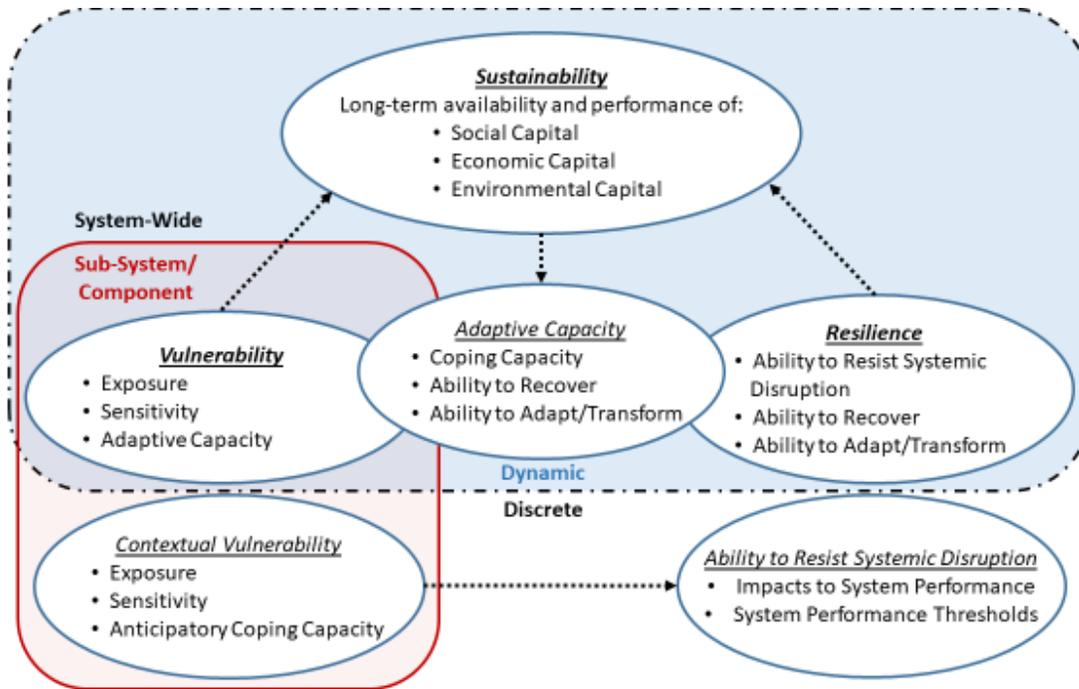 Sustainability
Long-term availability and performance of:
• Social Capital
• Economic Capital
• Environmental Capital
System-Wide
Sub-System/
Component
Vulnerability
• Exposure
• Sensitivity
• Adaptive Capacity
Adaptive Capacity
• Coping Capacity
• Ability to Recover
• Ability to Adapt/Transform
Resilience
• Ability to Resist Systemic
Disruption
• Ability to Recover
• Ability to Adapt/Transform
Dynamic
Discrete
Contextual Vulnerability
• Exposure
• Sensitivity
• Anticipatory Coping Capacity
Ability to Resist Systemic Disruption
• Impacts to System Performance
• System Performance Thresholds